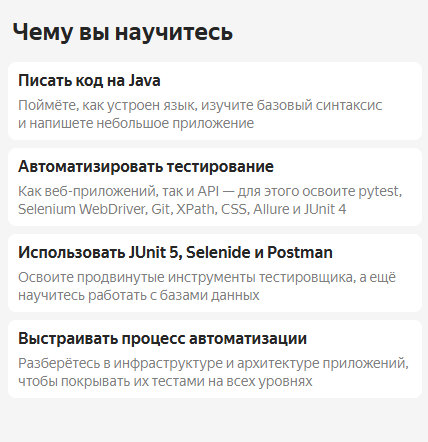 Чему вы научитесь
Писать код на Java
Поймёте, как устроен язык, изучите базовый синтаксис
и напишете небольшое приложение
Автоматизировать тестирование
Как веб-приложений, так и API — для этого освоите pytest,
Selenium WebDriver, Git, XPath, CSS, Allure и JUnit 4
Использовать JUnit 5, Selenide и Postman
Освоите продвинутые инструменты тестировщика, а ещё
научитесь работать с базами данных
Выстраивать процесс автоматизации
Разберётесь в инфраструктуре и архитектуре приложений,
чтобы покрывать их тестами на всех уровнях